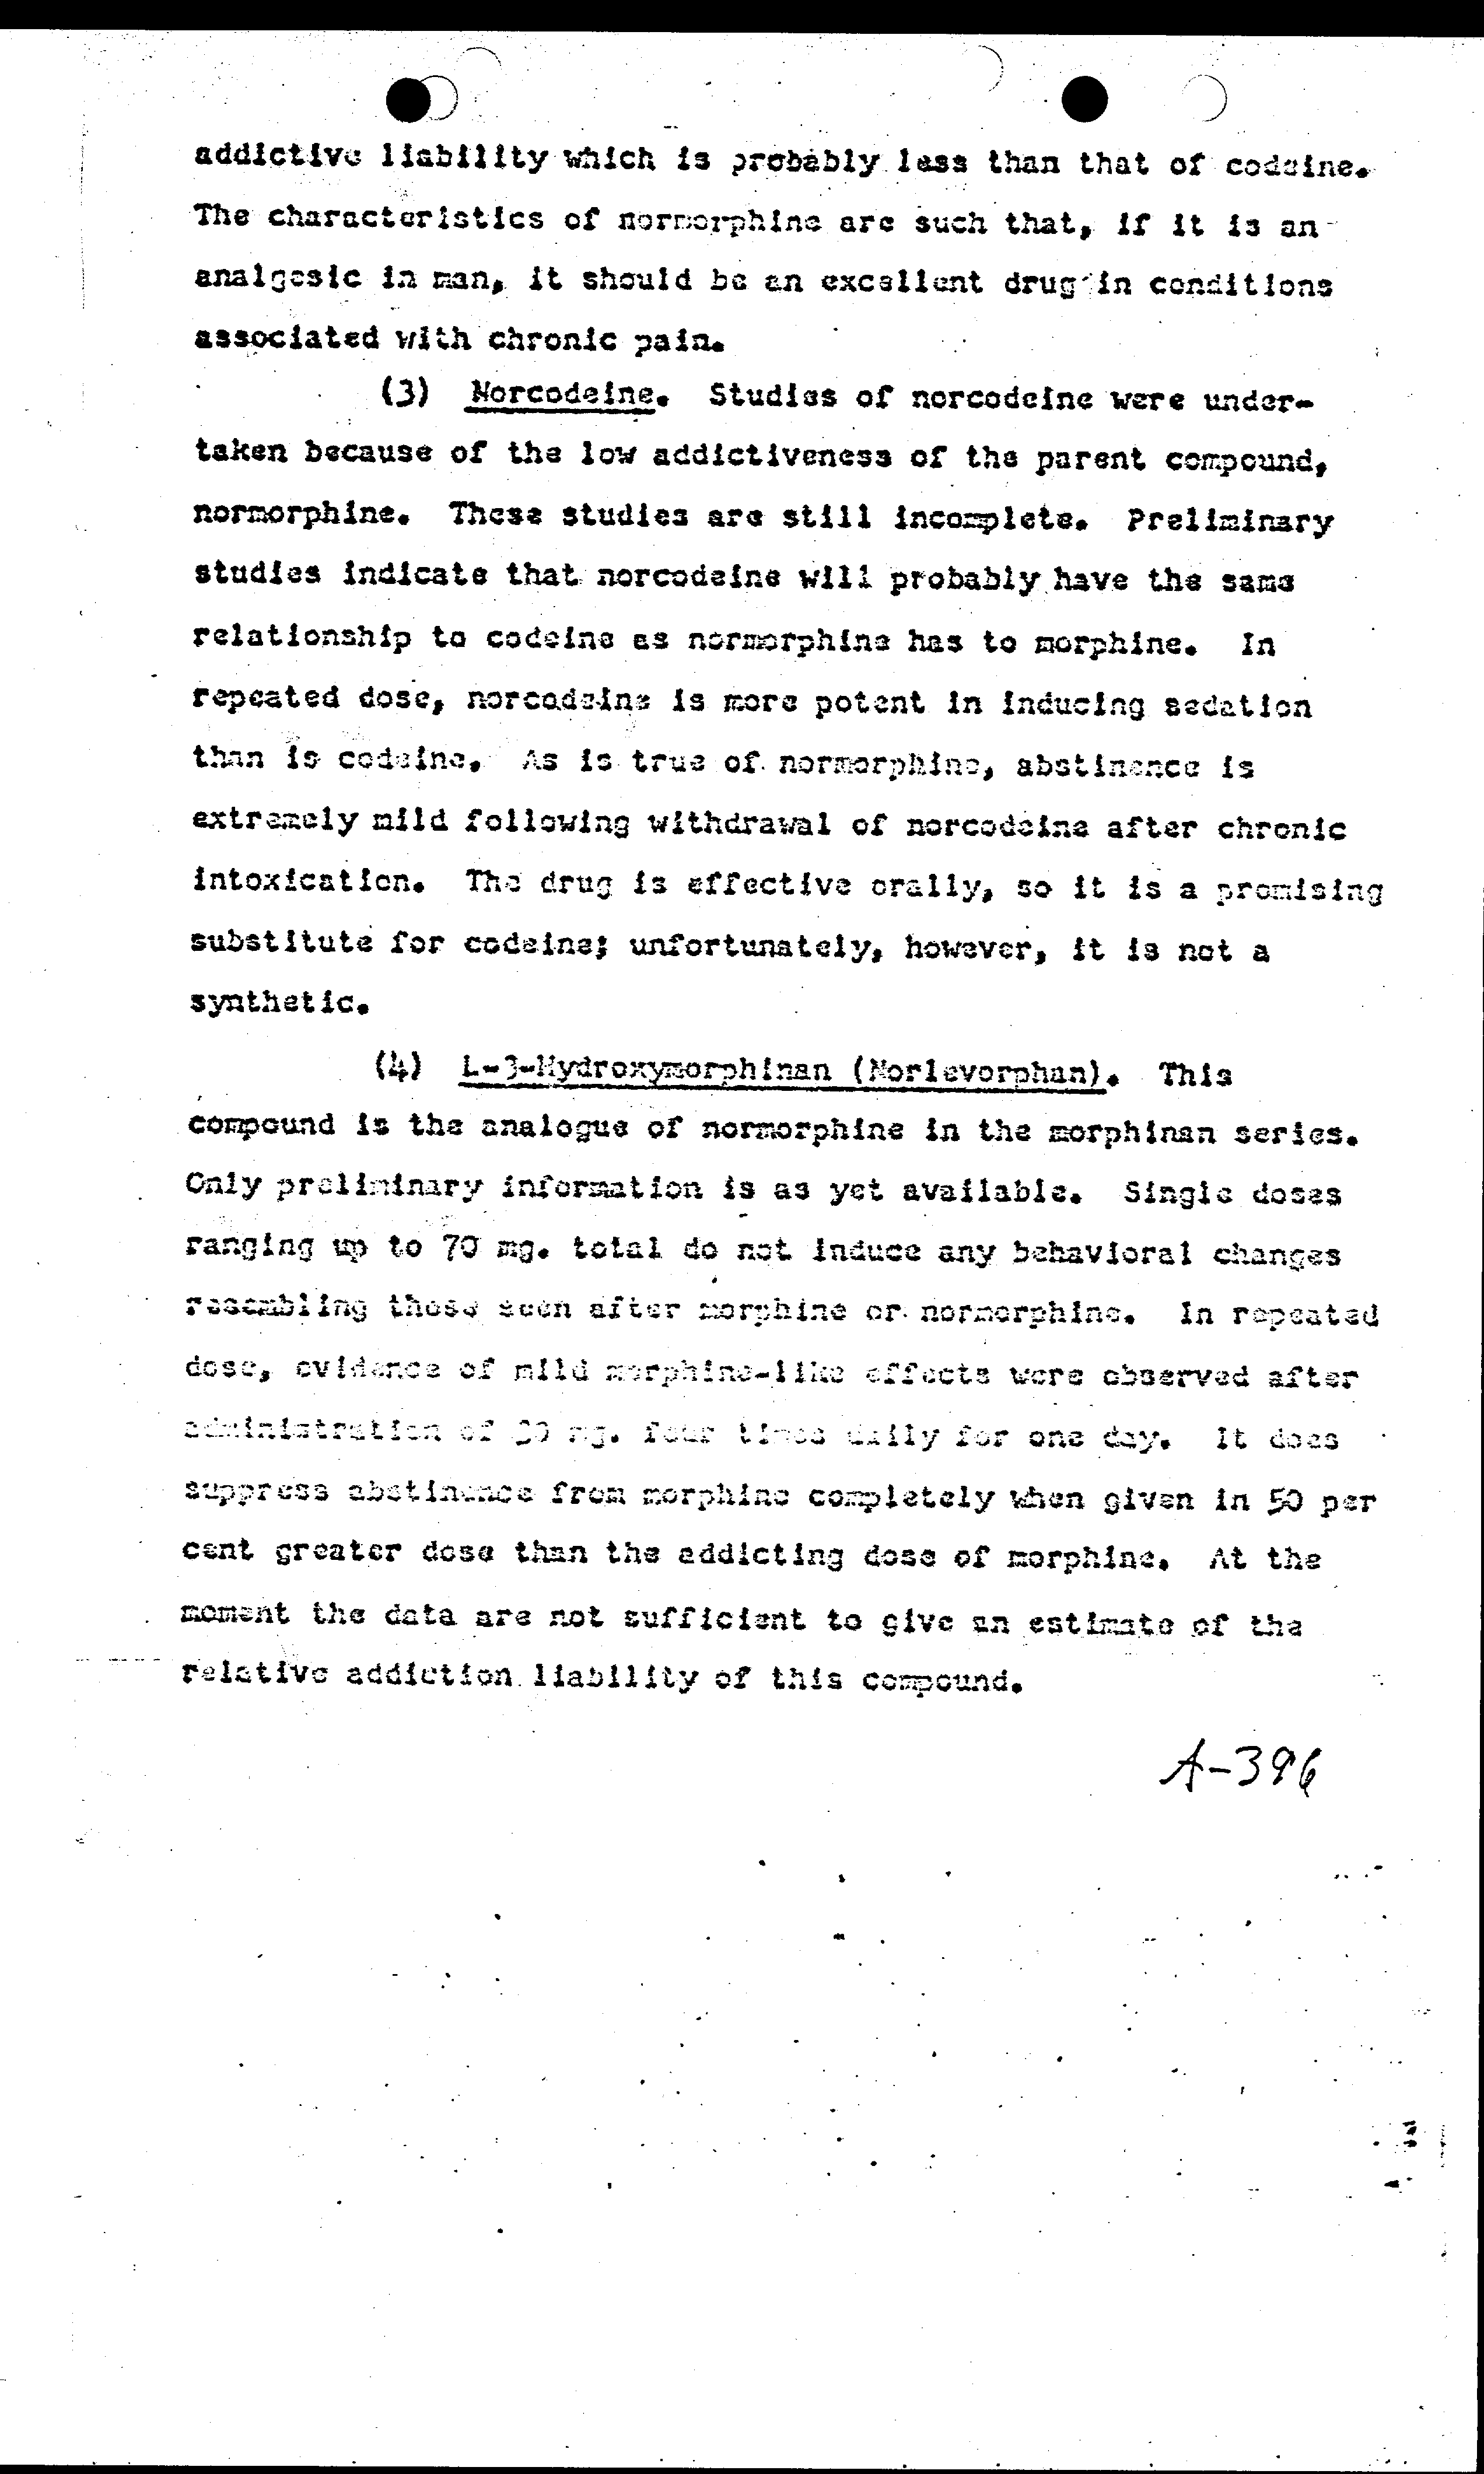 addictive liability which is probably less than that of codeine.
The characteristics of normorphine are such that, if it is an
analgesic in man, it should be an excellent drug in conditions
associated with chronic pain.
(3) Norcodeine. Studies of norcodeine were under-
taken because of the low addictiveness of the parent compound,
normorphine. These studies are still incomplete. Preliminary
studies indicate that norcodeine will probably have the same
relationship to codeine as normorphine has to morphine. In
repeated dose, norcodeine is more potent in inducing sedation
than is codeine. As is true of normorphine, abstinence is
extremely mild following withdrawal of norcodeine after chronic
intoxication. The drug is effective orally, so it is a promising
substitute for codeine; unfortunately, however, it is not a
synthetic.
(4) L-3-Hydroxymorphinan (Norlevorphan). This
compound is the analogue of normorphine in the morphinan series.
Only preliminary information is as yet available. Single doses
ranging up to 70 mg. total do not induce any behavioral changes
resembling those seen after morphine or normorphine. In repeated
dose, evidence of mild morphine-like effects were observed after
administration of mg. four times daily for one day. It does
suppress abstinence from morphine completely when given in 50 per
cent greater dose than the addicting dose of morphine. At the
moment the data are not sufficient to give an estimate of the
relative addiction liability of this compound.
A-396